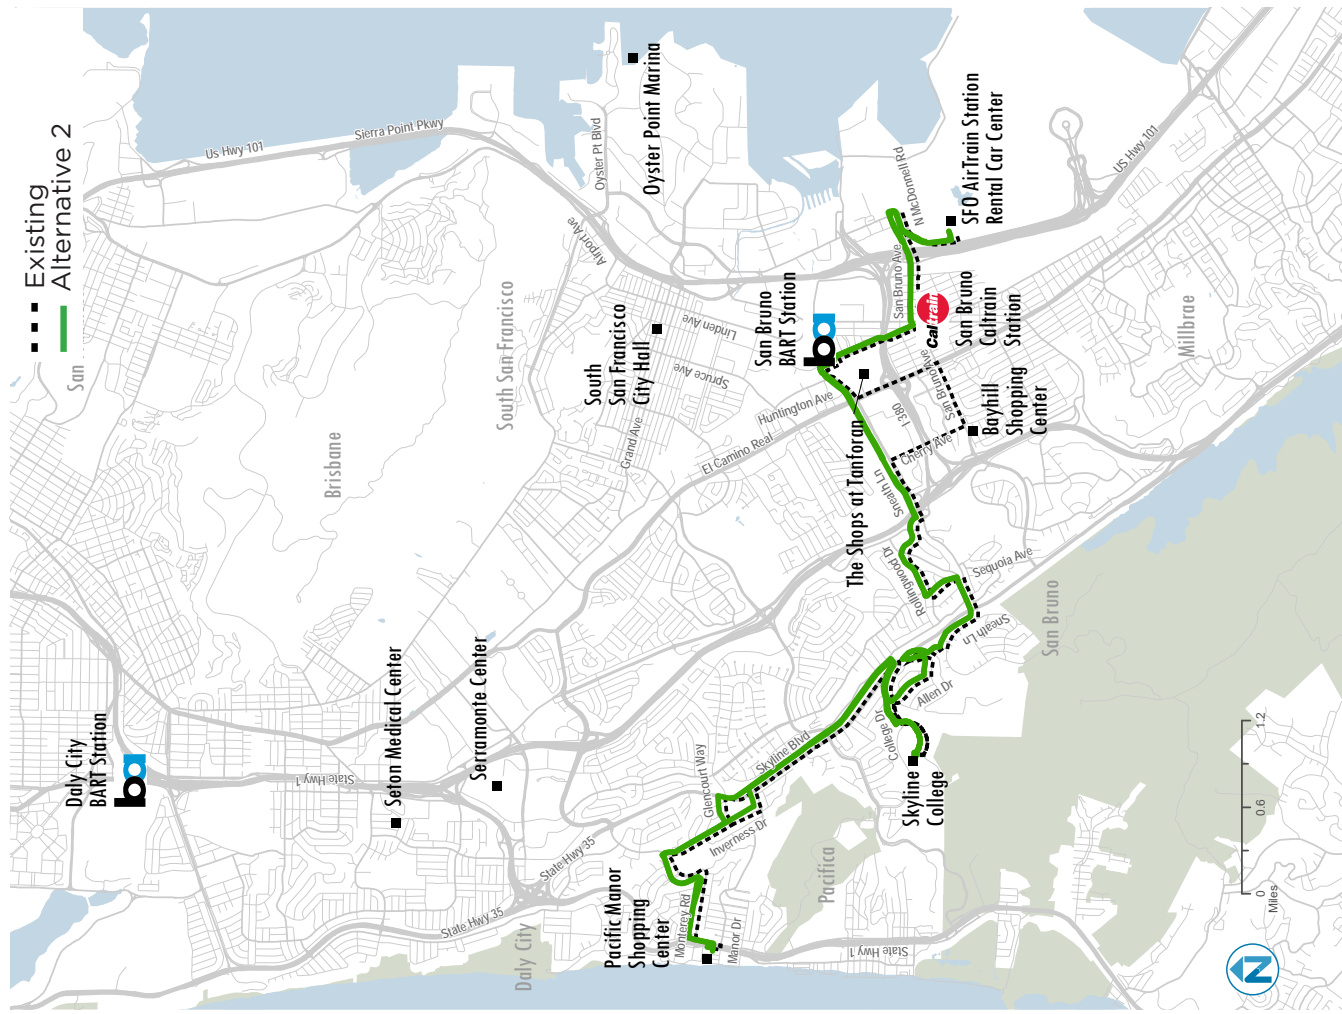 Existing
Alternative 2
San
Us Hwy 101
Sierra Point Pkwy
Oyster Pt Blvd
Oyster Point Marina
Airport Ave
Brisbane
South San Francisco
South
San Francisco
City Hall
Linden Ave
Spruce Ave
Grand Ave
Huntington Ave
El Camino Real
San Bruno
BART Station
ba
San Bruno Ave
N McDonnell Rd
SFO AirTrain Station
Rental Car Center
US Hwy 101
Caltrain
San Bruno
Caltrain
Station
Millbrae
I 380
San Bruno Ave
Cherry Ave
Bayhill
Shopping
Center
The Shops at Tanforan
Sneath Ln
Rollingwood Dr
Sequoia Ave
Sneath Ln
San Bruno
Daly City
BART Station
ba
State Hwy 1
Seton Medical Center
Serramonte Center
Glencourt Way
Skyline Blvd
College Dr
Allen Dr
Skyline
College
Inverness Dr
State Hwy 35
State Hwy 35
Daly City
Pacific Manor
Shopping
Center
Monterey Rd
Manor Dr
Pacifica
State Hwy 1
0
0.6
1.2
Miles
N